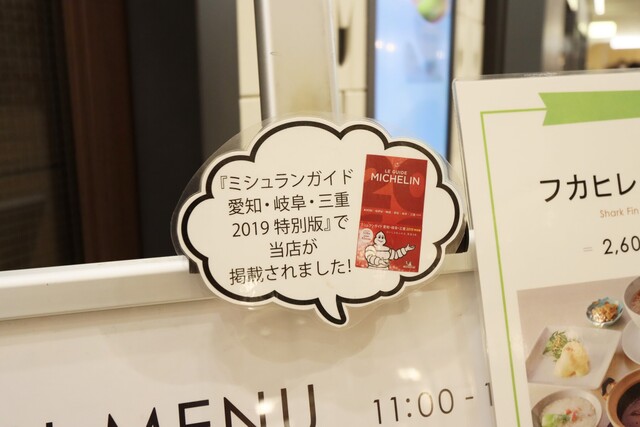 『ミシュランガイド
愛知・岐阜・三重
2019 特別版』で
当店が
掲載されました!
LE GUIDE
MICHELIN
フカヒレ
Shark Fin
2,60
MENU
11:00 -